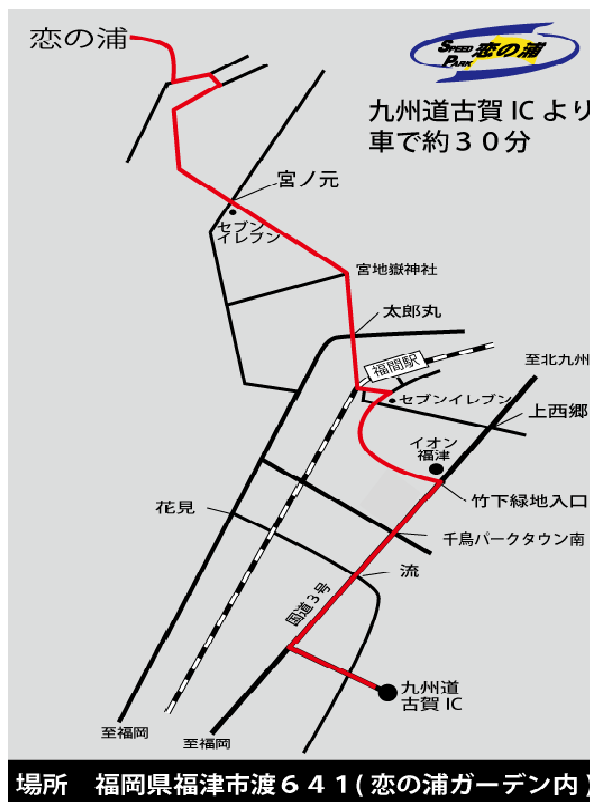 恋の浦
SPEED PARK 恋の浦
九州道古賀ICより
車で約３０分
宮ノ元
セブン
イレブン
宮地嶽神社
太郎丸
福間駅
至北九州
セブンイレブン
上西郷
イオン
福津
竹下緑地入口
花見
千鳥パークタウン南
流
国道３号
九州道
古賀IC
至福岡
至福岡
場所　福岡県福津市渡６４１(恋の浦ガーデン内)